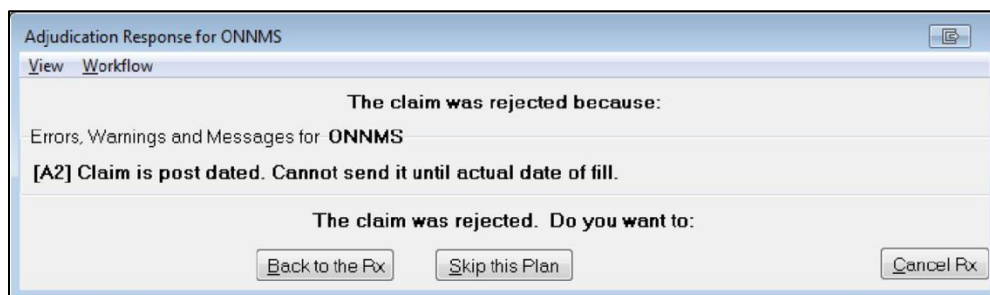 Adjudication Response for ONNMS
View Workflow
The claim was rejected because:
Errors, Warnings and Messages for ONNMS
[A2] Claim is post dated. Cannot send it until actual date of fill.
The claim was rejected. Do you want to:
Back to the Rx Skip this Plan Cancel Rx